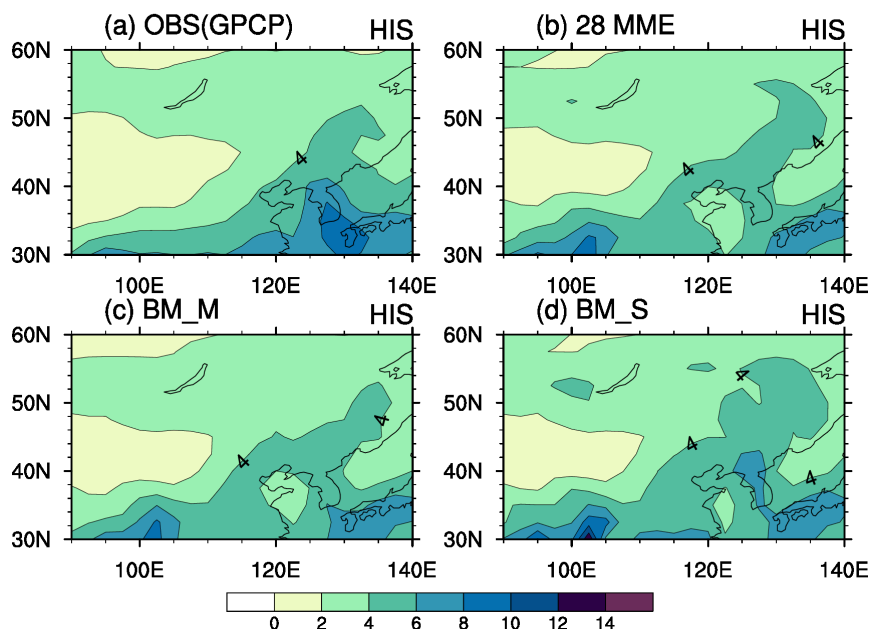 (a) OBS(GPCP) HIS (b) 28 MME HIS
60N 60N
50N 50N
4 4
40N 4 40N
30N 30N
100E 120E 140E 100E 120E 140E
(c) BM_M HIS (d) BM_S HIS
60N 60N
4
50N 50N
4
4 4
40N 40N 4
30N 30N
100E 120E 140E 100E 120E 140E
0 2 4 6 8 10 12 14